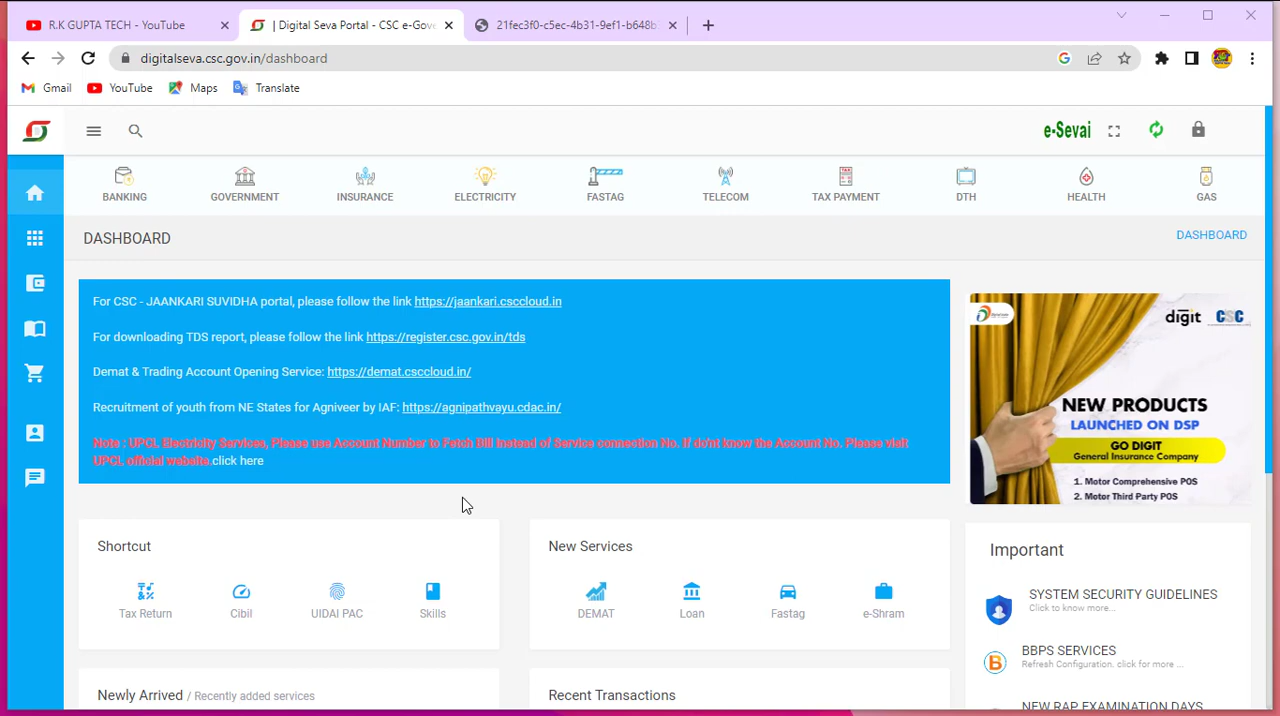 R.K GUPTA TECH - YouTube
| Digital Seva Portal - CSC e-Gov
21fec3f0-c5ec-4b31-9ef1-b648b
digitalseva.csc.gov.in/dashboard
Gmail YouTube Maps Translate
e-Sevai
BANKING GOVERNMENT INSURANCE ELECTRICITY FASTAG TELECOM TAX PAYMENT DTH HEALTH GAS
DASHBOARD
DASHBOARD
For CSC - JAANKARI SUVIDHA portal, please follow the link https://jaankari.csccloud.in
For downloading TDS report, please follow the link https://register.csc.gov.in/tds
Demat & Trading Account Opening Service: https://demat.csccloud.in/
Recruitment of youth from NE States for Agniveer by IAF: https://agnipathvayu.cdac.in/
Note : UPCL Electricity Services, Please use Account Number to Fetch Bill instead of Service connection No. If do'nt know the Account No. Please visit
UPCL official website.click here
digit CSC
NEW PRODUCTS
LAUNCHED ON DSP
GO DIGIT
General Insurance Company
1. Motor Comprehensive POS
2. Motor Third Party POS
Shortcut
Tax Return Cibil UIDAI PAC Skills
New Services
DEMAT Loan Fastag e-Shram
Important
SYSTEM SECURITY GUIDELINES
Click to know more...
BBPS SERVICES
Refresh Configuration. click for more ...
NEW RAP EXAMINATION DAYS
Newly Arrived / Recently added services
Recent Transactions